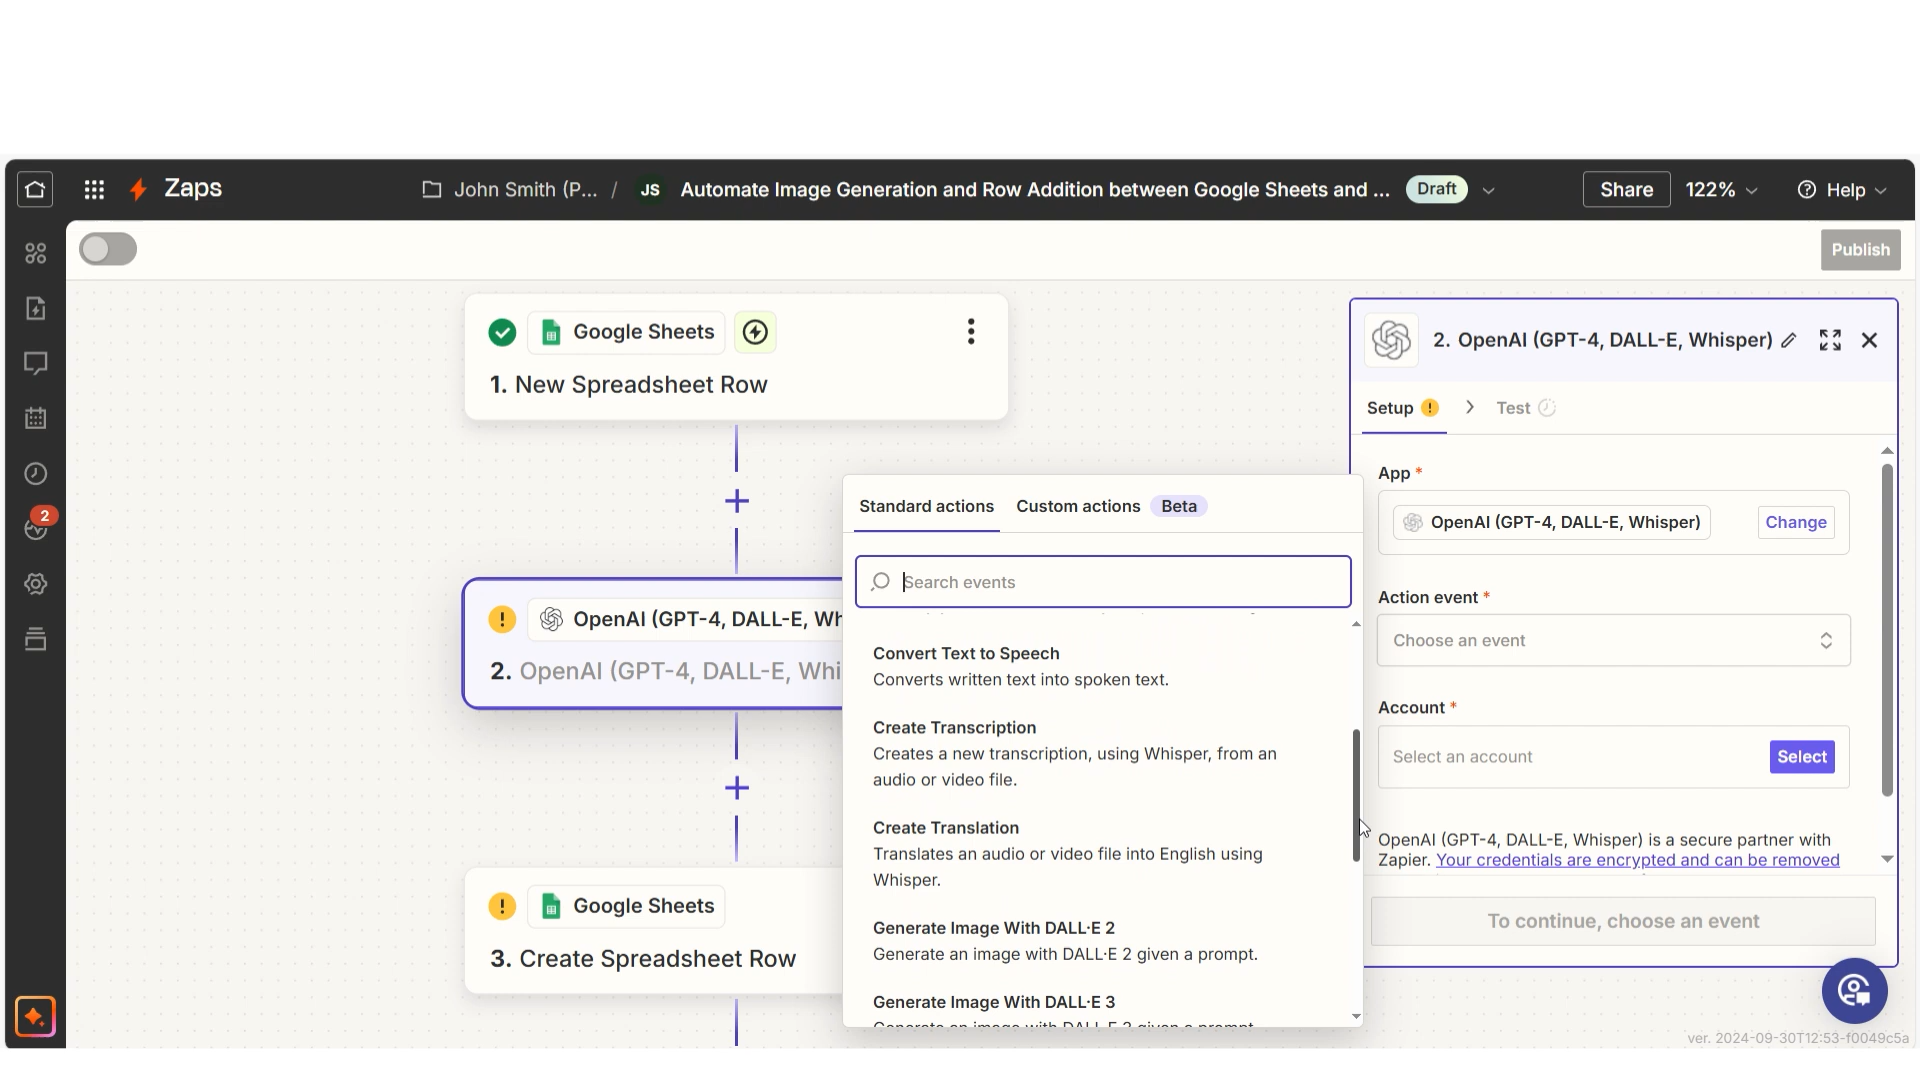 Zaps
John Smith (P... / JS Automate Image Generation and Row Addition between Google Sheets and ... Draft
Share 122% Help
Publish
Google Sheets
1. New Spreadsheet Row
2. OpenAI (GPT-4, DALL-E, Whisper)
Setup ! > Test
App *
OpenAI (GPT-4, DALL-E, Whisper) Change
Action event *
Choose an event
Account *
Select an account Select
OpenAI (GPT-4, DALL-E, Whisper) is a secure partner with
Zapier. Your credentials are encrypted and can be removed
To continue, choose an event
2
! OpenAI (GPT-4, DALL-E, Wh
2. OpenAI (GPT-4, DALL-E, Whi
Standard actions Custom actions Beta
Search events
Convert Text to Speech
Converts written text into spoken text.
Create Transcription
Creates a new transcription, using Whisper, from an
audio or video file.
Create Translation
Translates an audio or video file into English using
Whisper.
Generate Image With DALL·E 2
Generate an image with DALL·E 2 given a prompt.
Generate Image With DALL·E 3
Generate an image with DALL·E 3 given a prompt.
! Google Sheets
3. Create Spreadsheet Row
ver. 2024-09-30T12:53-f0049c5a